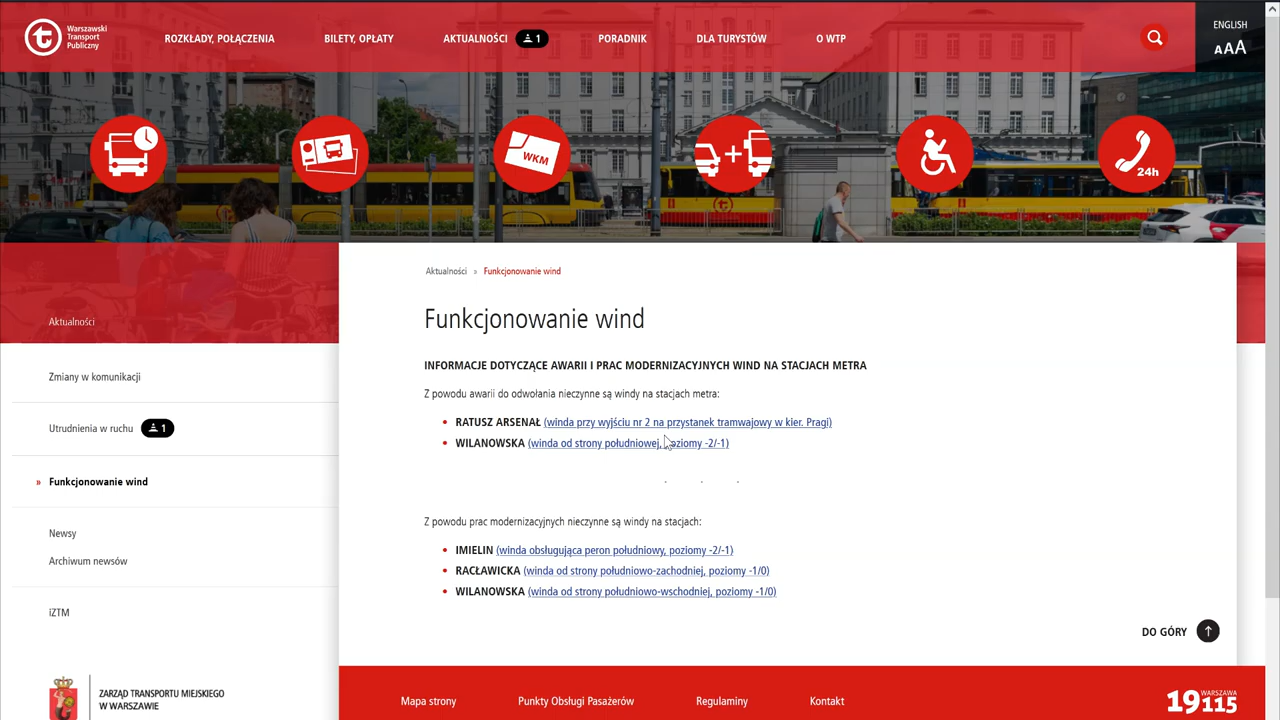 Warszawski
Transport
Publiczny
ROZKŁADY, POŁĄCZENIA
BILETY, OPŁATY
AKTUALNOŚCI 1
PORADNIK
DLA TURYSTÓW
O WTP
ENGLISH
AAA
WKM
24h
Aktualności » Funkcjonowanie wind
Funkcjonowanie wind
INFORMACJE DOTYCZĄCE AWARII I PRAC MODERNIZACYJNYCH WIND NA STACJACH METRA
Z powodu awarii do odwołania nieczynne są windy na stacjach metra:
• RATUSZ ARSENAŁ (winda przy wyjściu nr 2 na przystanek tramwajowy w kier. Pragi)
• WILANOWSKA (winda od strony południowej, poziomy -2/-1)
Z powodu prac modernizacyjnych nieczynne są windy na stacjach:
• IMIELIN (winda obsługująca peron południowy, poziomy -2/-1)
• RACŁAWICKA (winda od strony południowo-zachodniej, poziomy -1/0)
• WILANOWSKA (winda od strony południowo-wschodniej, poziomy -1/0)
DO GÓRY
Aktualności
Zmiany w komunikacji
Utrudnienia w ruchu 1
» Funkcjonowanie wind
Newsy
Archiwum newsów
iZTM
ZARZĄD TRANSPORTU MIEJSKIEGO
W WARSZAWIE
Mapa strony
Punkty Obsługi Pasażerów
Regulaminy
Kontakt
WARSZAWA
19115